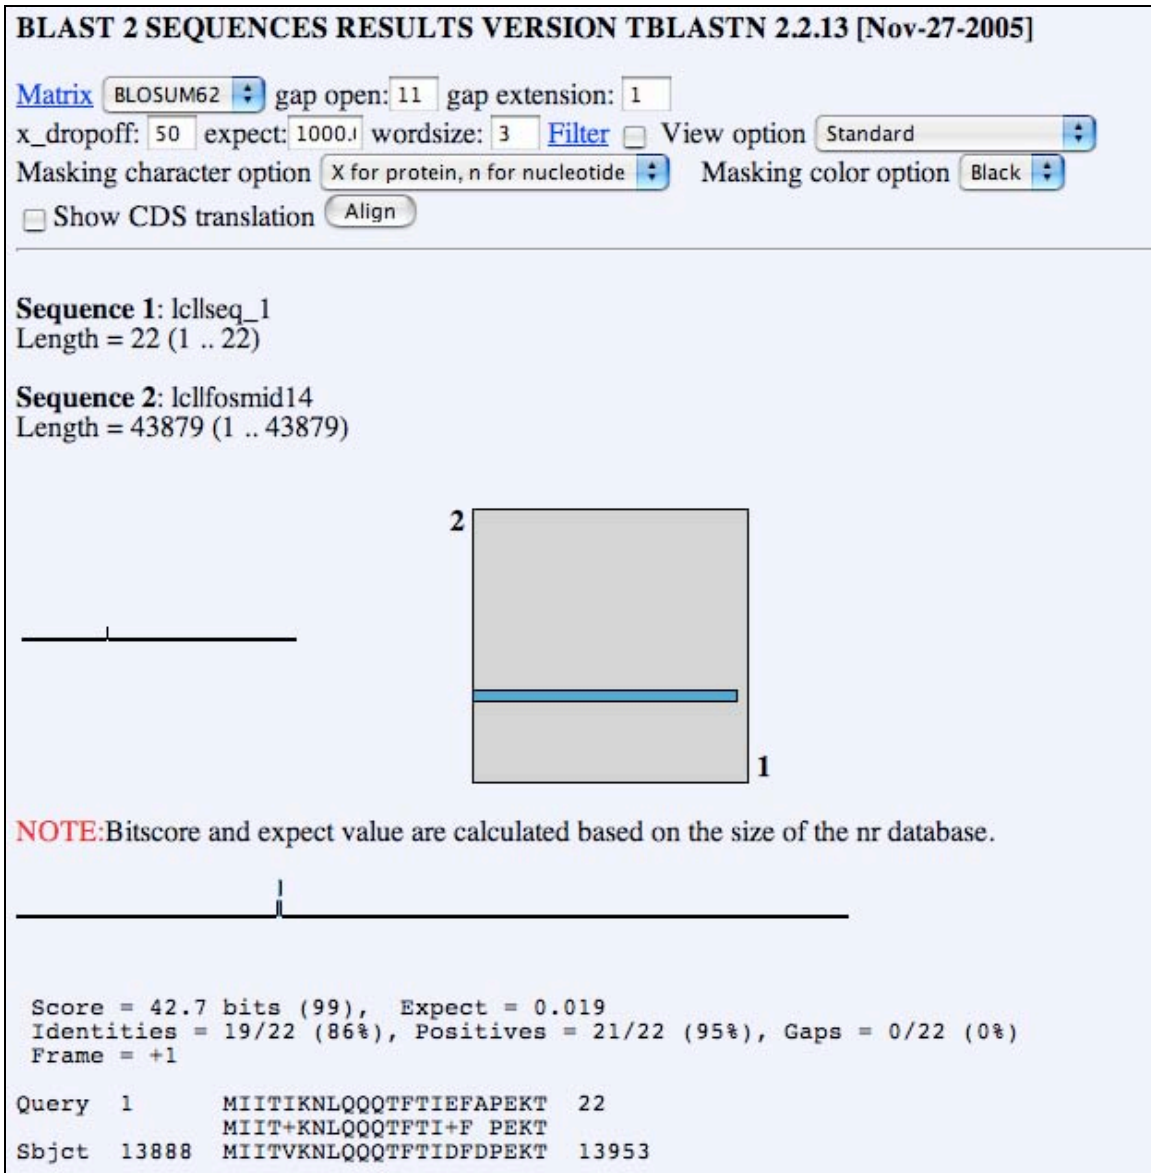 BLAST 2 SEQUENCES RESULTS VERSION TBLASTN 2.2.13 [Nov-27-2005]
Matrix BLOSUM62 gap open: 11 gap extension: 1
x_dropoff: 50 expect: 1000. wordsize: 3 Filter View option Standard
Masking character option X for protein, n for nucleotide Masking color option Black
Show CDS translation Align
Sequence 1: lcl|seq_1
Length = 22 (1 .. 22)
Sequence 2: lcl|fosmid14
Length = 43879 (1 .. 43879)
2
1
NOTE:Bitscore and expect value are calculated based on the size of the nr database.
Score = 42.7 bits (99), Expect = 0.019
Identities = 19/22 (86%), Positives = 21/22 (95%), Gaps = 0/22 (0%)
Frame = +1
Query 1 MIITIKNLQQQTFTIEFAPEKT 22
MIIT+KNLQQQTFTI+F PEKT
Sbjct 13888 MIITVKNLQQQTFTIDFDPEKT 13953